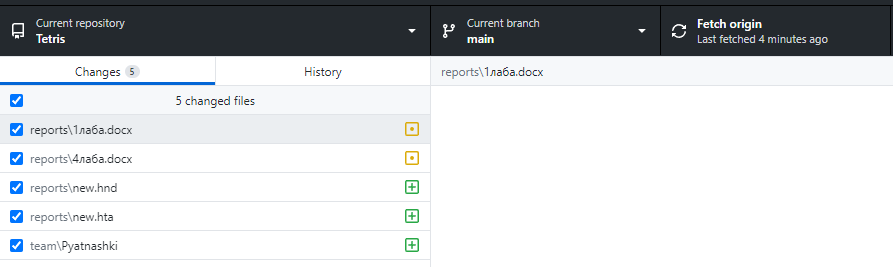 Current repository
Tetris
Current branch
main
Fetch origin
Last fetched 4 minutes ago
Changes 5
History
reports\1лаба.docx
5 changed files
reports\1лаба.docx
reports\4лаба.docx
reports\new.hnd
reports\new.hta
team\Pyatnashki